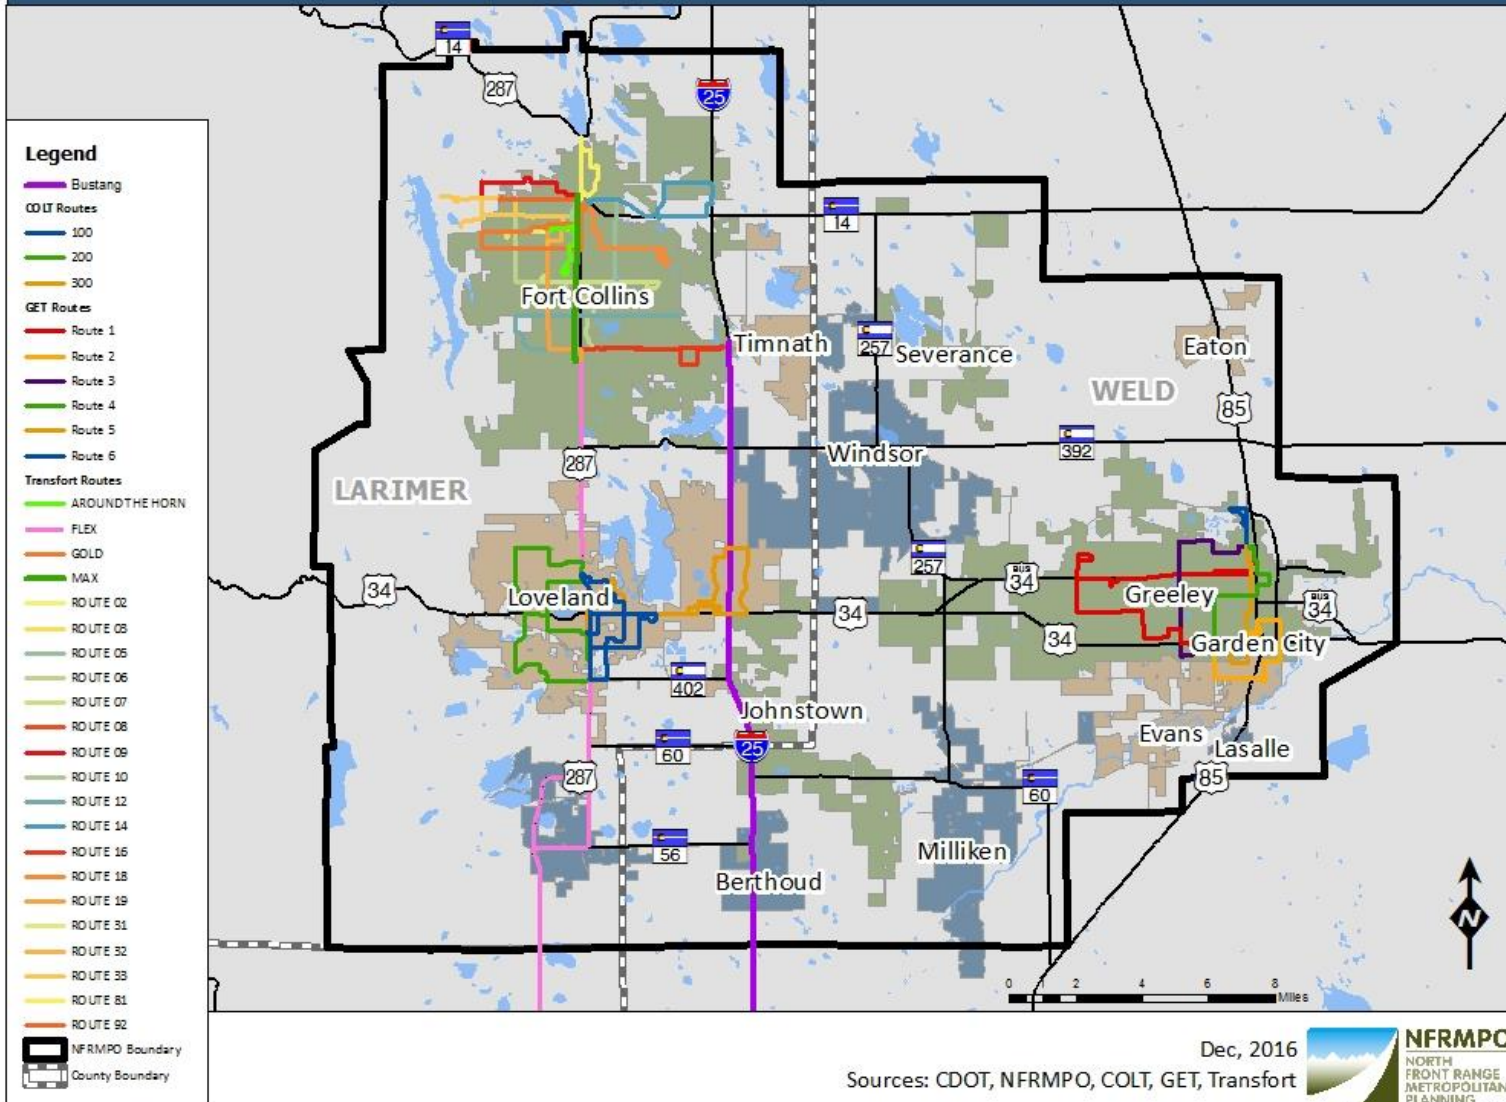 14
287
25
Legend
Bustang
COLT Routes
100
200
300
GET Routes
Route 1
Route 2
Route 3
Route 4
Route 5
Route 6
Transfort Routes
AROUND THE HORN
FLEX
GOLD
MAX
ROUTE 02
ROUTE 03
ROUTE 05
ROUTE 06
ROUTE 07
ROUTE 08
ROUTE 09
ROUTE 10
ROUTE 12
ROUTE 14
ROUTE 16
ROUTE 18
ROUTE 19
ROUTE 31
ROUTE 32
ROUTE 33
ROUTE 81
ROUTE 92
NFRMPO Boundary
County Boundary
14
Fort Collins
Timnath
257
Severance
Eaton
WELD
85
287
Windsor
392
LARIMER
257
34
Loveland
34
BUS
34
Greeley
BUS
34
34
Garden City
402
Johnstown
Evans
Lasalle
60
25
287
85
60
56
Milliken
Berthoud
N
0 1 2 4 6 8
Miles
Dec, 2016
Sources: CDOT, NFRMPO, COLT, GET, Transfort
NFRMPO
NORTH
FRONT RANGE
METROPOLITAN
PLANNING